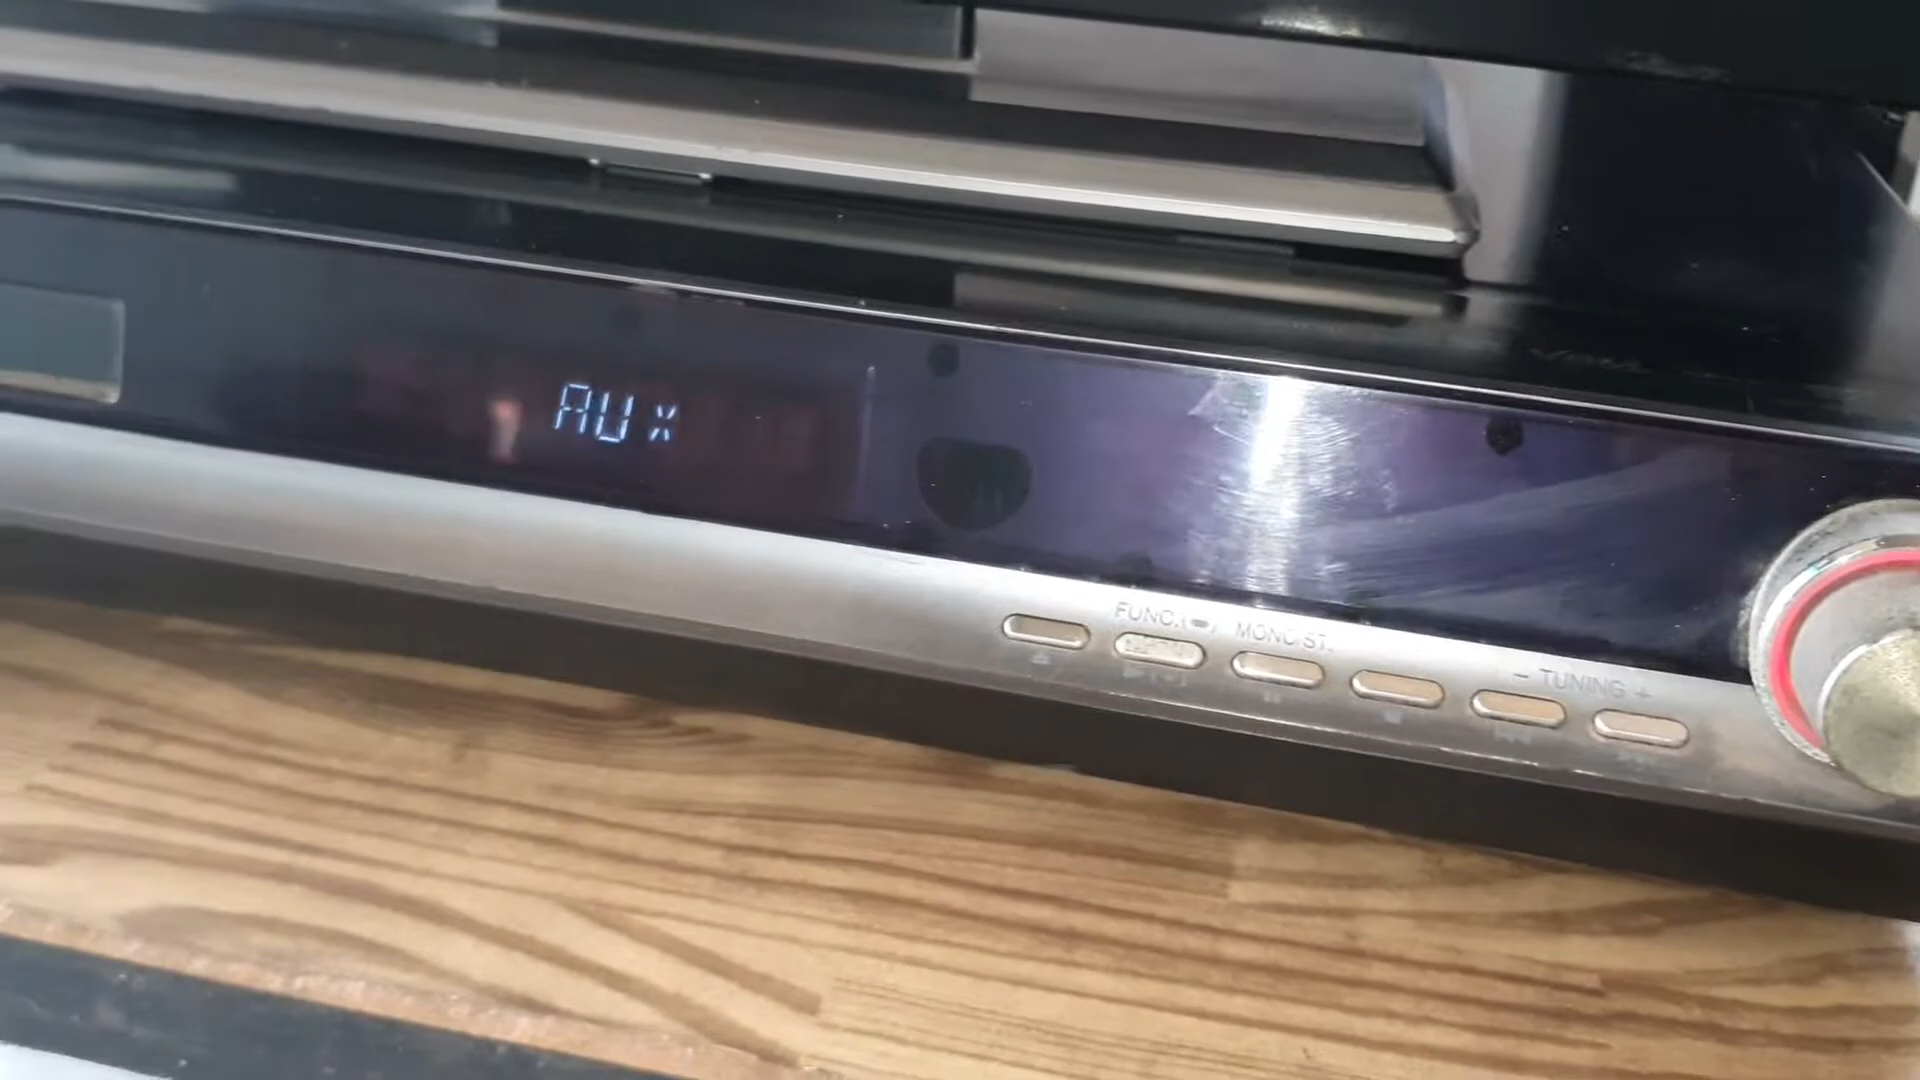 AUX
FUNC.
MONO/ST.
– TUNING +